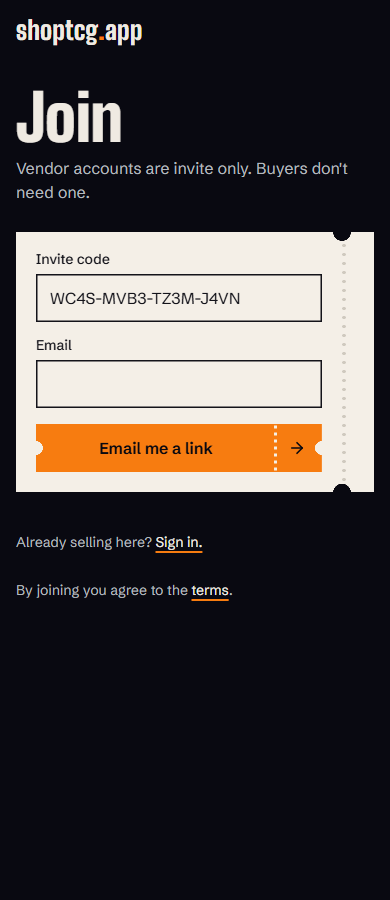 shoptcg.app
Join
Vendor accounts are invite only. Buyers don't
need one.
Invite code
WC4S-MVB3-TZ3M-J4VN
Email
Email me a link →
Already selling here? Sign in.
By joining you agree to the terms.